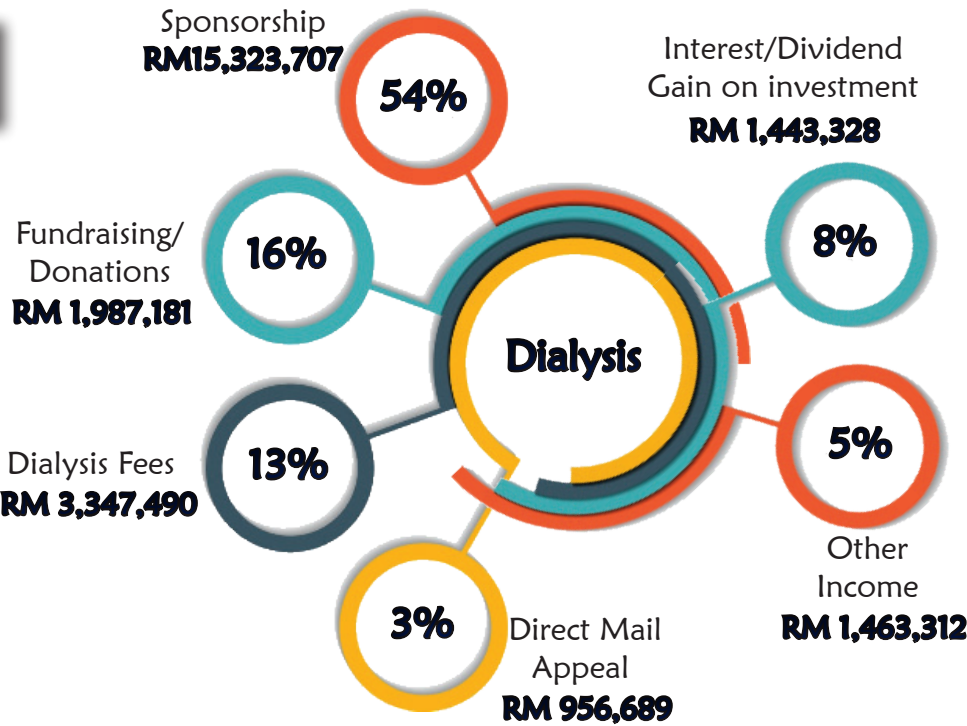 Sponsorship
RM15,323,707
54%
Interest/Dividend
Gain on investment
RM 1,443,328
8%
Fundraising/
Donations
RM 1,987,181
16%
Dialysis
Dialysis Fees
RM 3,347,490
13%
5%
Other
Income
RM 1,463,312
3%
Direct Mail
Appeal
RM 956,689